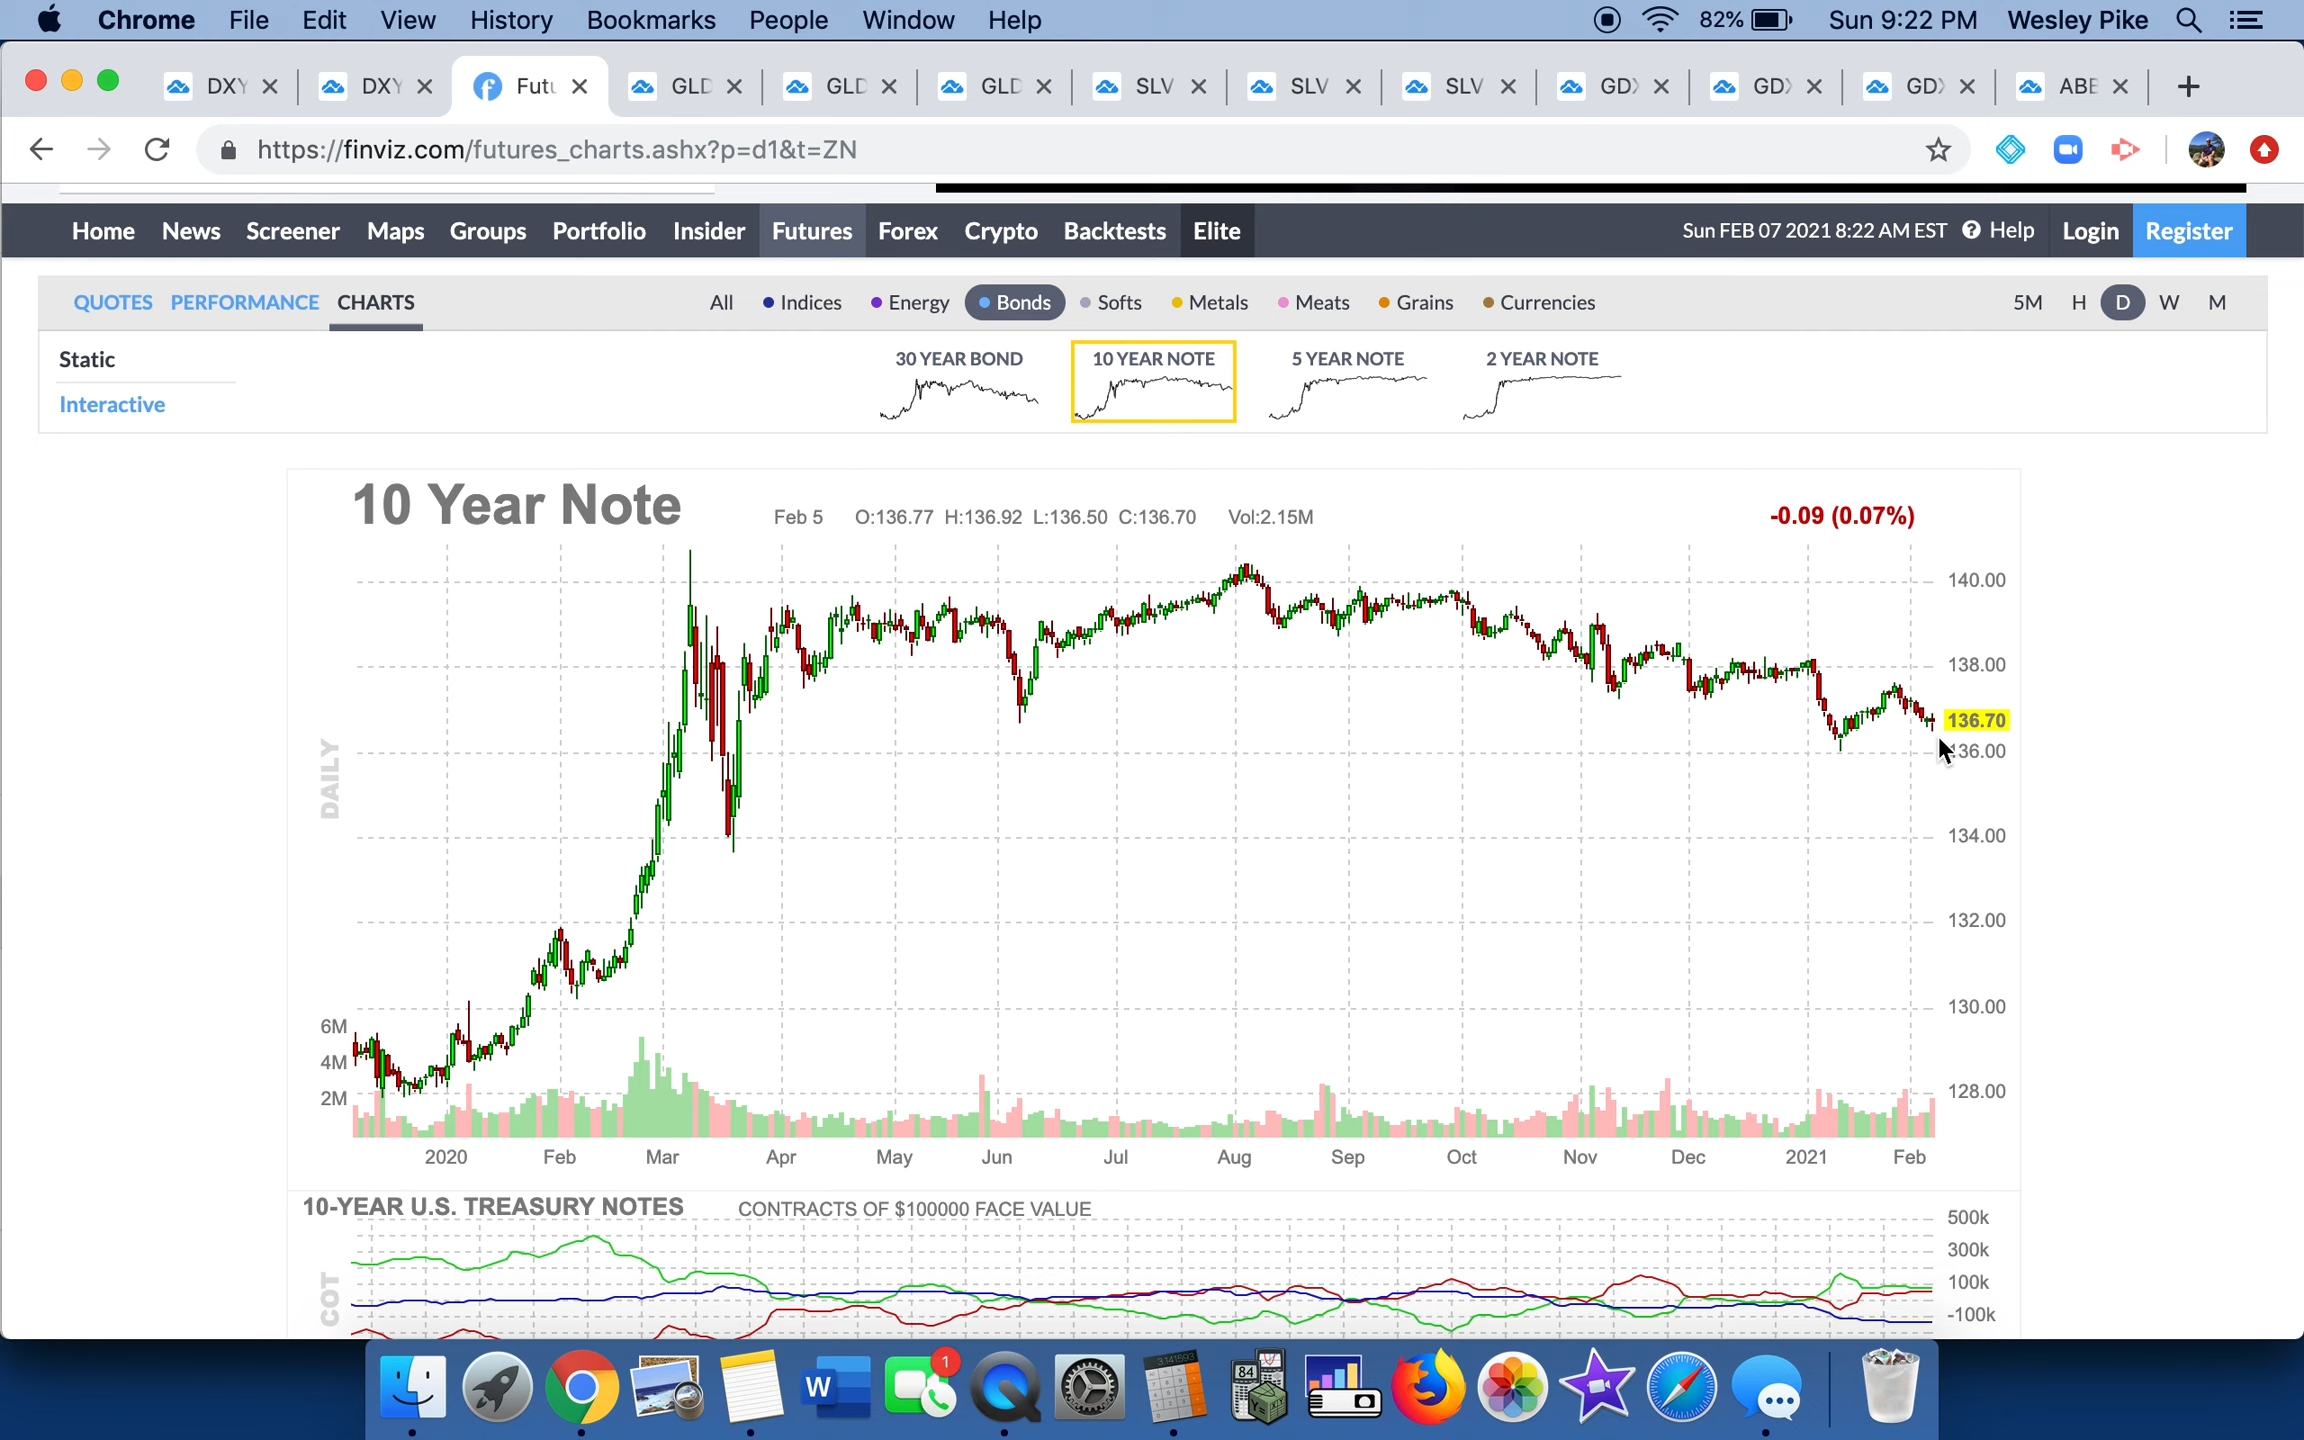 Chrome File Edit View History Bookmarks People Window Help 82% Sun 9:22 PM Wesley Pike
DXY DXY Futu GLD GLD GLD SLV SLV SLV GDX GDX GDX ABE
https://finviz.com/futures_charts.ashx?p=d1&t=ZN
Home News Screener Maps Groups Portfolio Insider Futures Forex Crypto Backtests Elite Sun FEB 07 2021 8:22 AM EST Help Login Register
QUOTES PERFORMANCE CHARTS All Indices Energy Bonds Softs Metals Meats Grains Currencies 5M H D W M
Static 30 YEAR BOND 10 YEAR NOTE 5 YEAR NOTE 2 YEAR NOTE
Interactive
10 Year Note Feb 5 O:136.77 H:136.92 L:136.50 C:136.70 Vol:2.15M -0.09 (0.07%)
140.00
138.00
136.70
136.00
DAILY
134.00
132.00
130.00
6M
4M
2M 128.00
2020 Feb Mar Apr May Jun Jul Aug Sep Oct Nov Dec 2021 Feb
10-YEAR U.S. TREASURY NOTES CONTRACTS OF $100000 FACE VALUE
500k
300k
100k
-100k
COT
W
1
3.141593
84